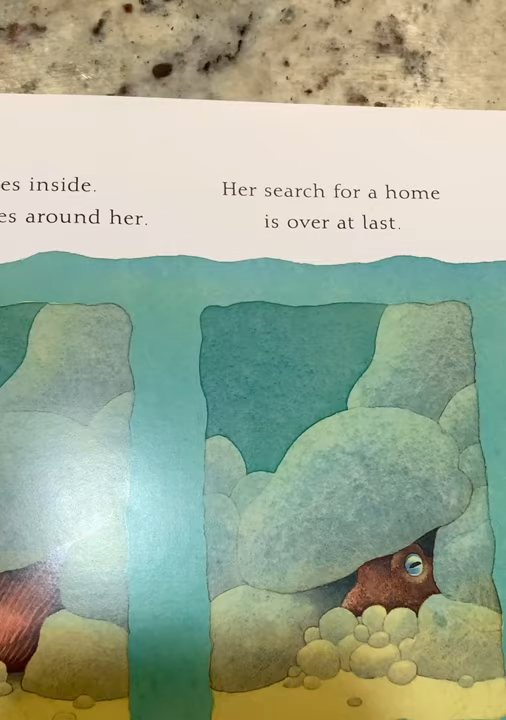 es inside.
es around her.
Her search for a home
is over at last.